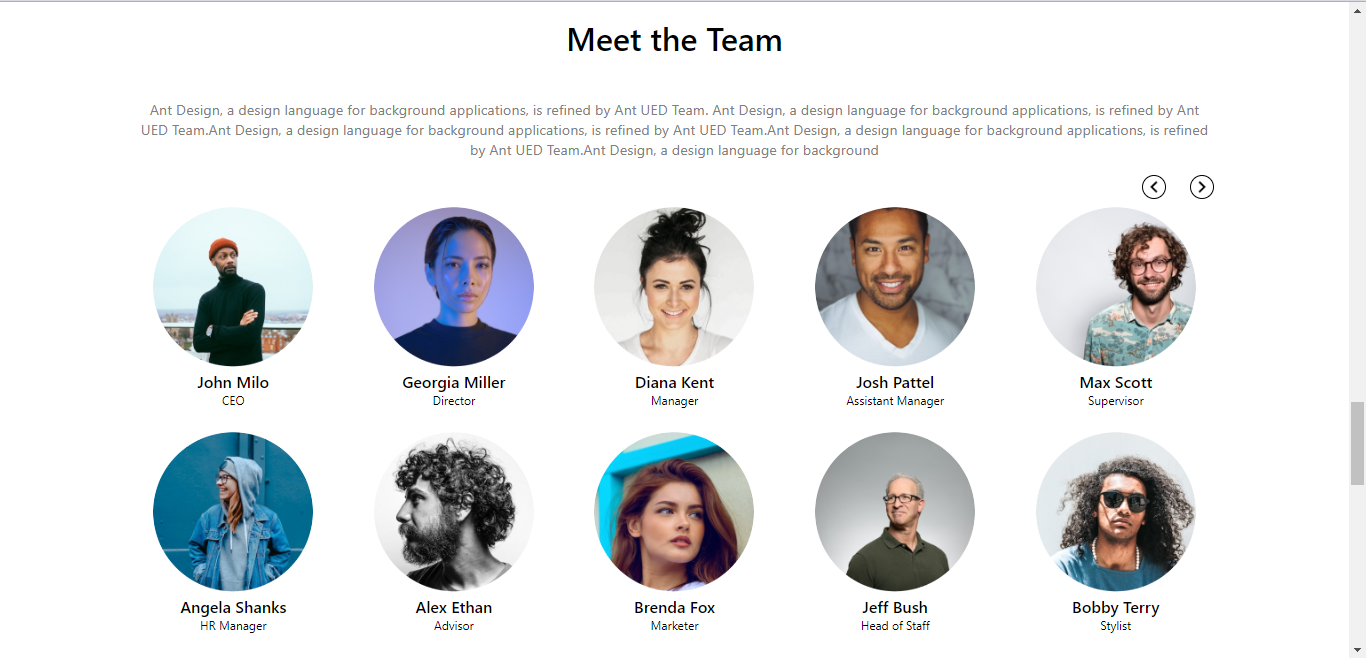 Meet the Team
Ant Design, a design language for background applications, is refined by Ant UED Team. Ant Design, a design language for background applications, is refined by Ant
UED Team.Ant Design, a design language for background applications, is refined by Ant UED Team.Ant Design, a design language for background applications, is refined
by Ant UED Team.Ant Design, a design language for background
John Milo
CEO
Georgia Miller
Director
Diana Kent
Manager
Josh Pattel
Assistant Manager
Max Scott
Supervisor
Angela Shanks
HR Manager
Alex Ethan
Advisor
Brenda Fox
Marketer
Jeff Bush
Head of Staff
Bobby Terry
Stylist